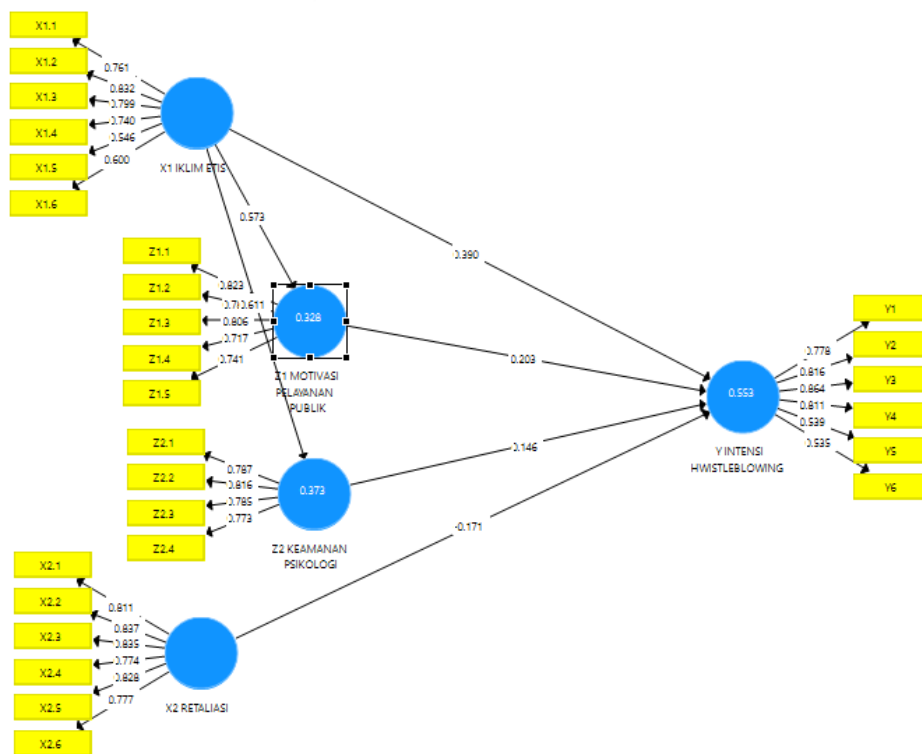 X1.1
X1.2
X1.3
X1.4
X1.5
X1.6
0.761
0.832
0.799
0.740
0.546
0.600
X1 IKLIM ETIS
0.573
0.390
Z1.1
Z1.2
Z1.3
Z1.4
Z1.5
0.823
0.611
0.806
0.717
0.741
0.328
Z1 MOTIVASI
PELAYANAN
PUBLIK
0.203
Y1
Y2
Y3
Y4
Y5
Y6
0.778
0.816
0.864
0.811
0.539
0.535
0.553
Y INTENSI
HWISTLEBLOWING
Z2.1
Z2.2
Z2.3
Z2.4
0.787
0.816
0.785
0.773
0.373
Z2 KEAMANAN
PSIKOLOGI
0.146
-0.171
X2.1
X2.2
X2.3
X2.4
X2.5
X2.6
0.811
0.837
0.835
0.774
0.828
0.777
X2 RETALIASI